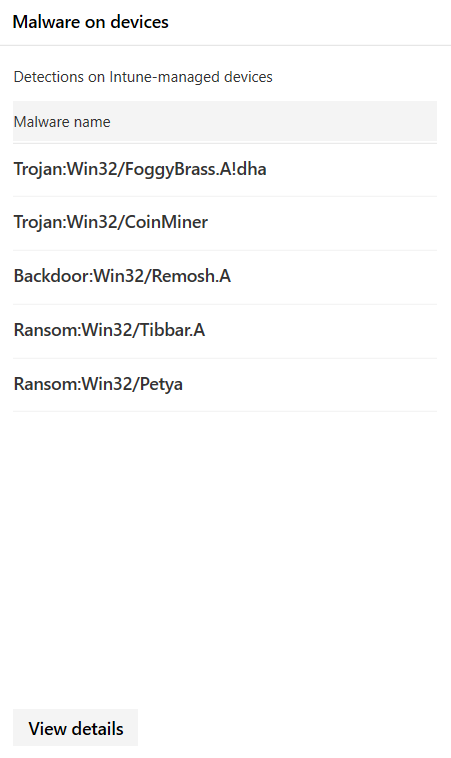 Malware on devices
Detections on Intune-managed devices
Malware name
Trojan:Win32/FoggyBrass.A!dha
Trojan:Win32/CoinMiner
Backdoor:Win32/Remosh.A
Ransom:Win32/Tibbar.A
Ransom:Win32/Petya
View details